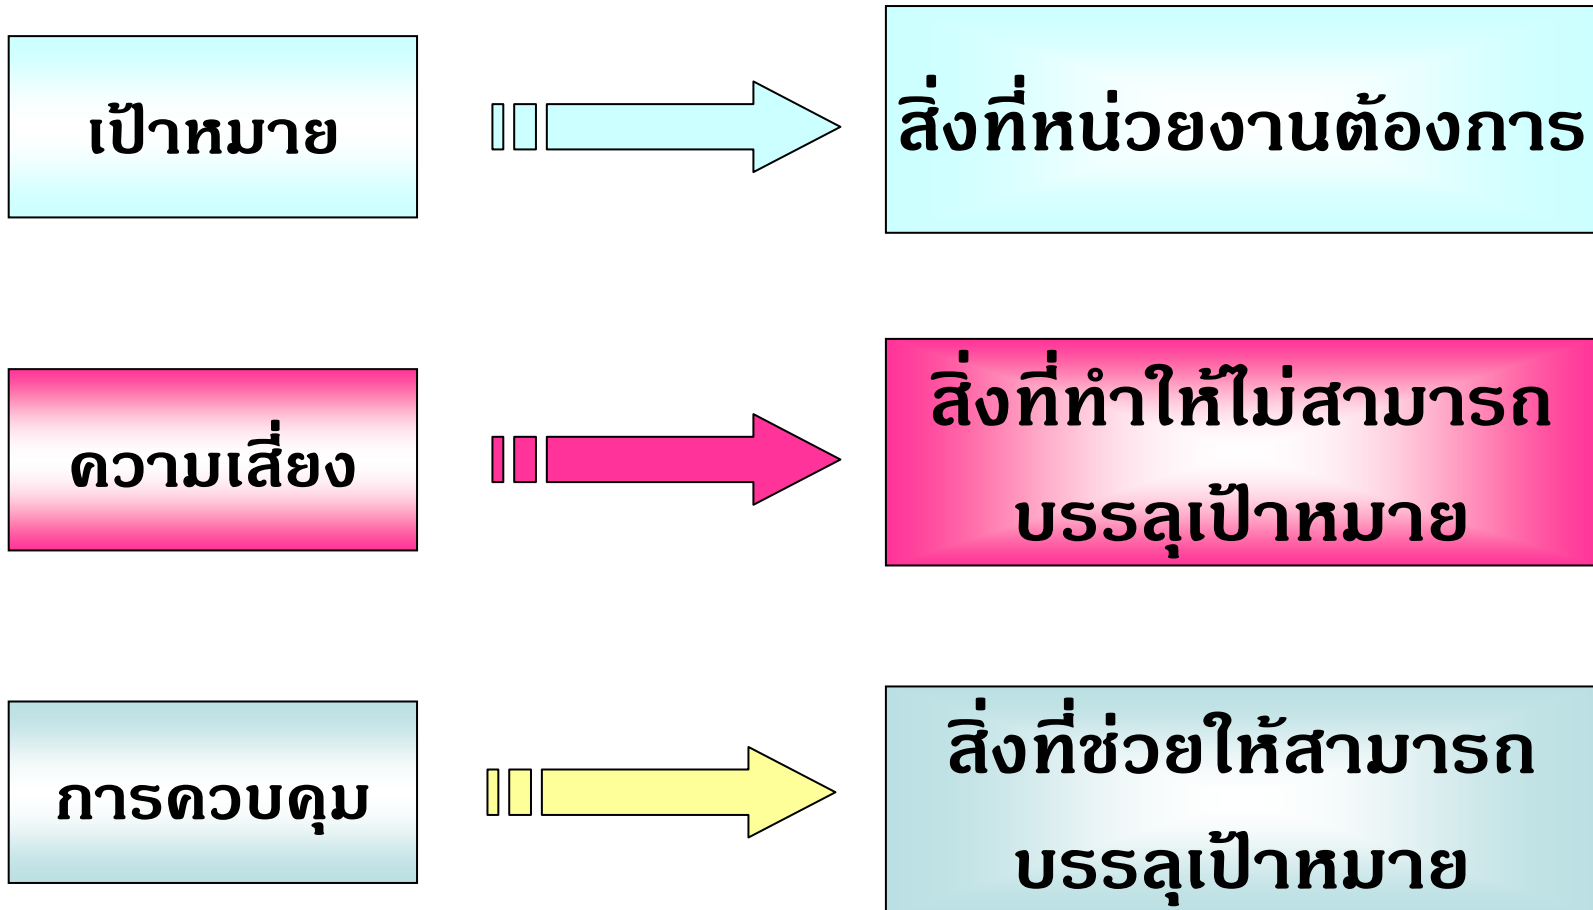 เป้าหมาย
สิ่งที่หน่วยงานต้องการ
ความเสี่ยง
สิ่งที่ทำให้ไม่สามารถ
บรรลุเป้าหมาย
การควบคุม
สิ่งที่ช่วยให้สามารถ
บรรลุเป้าหมาย